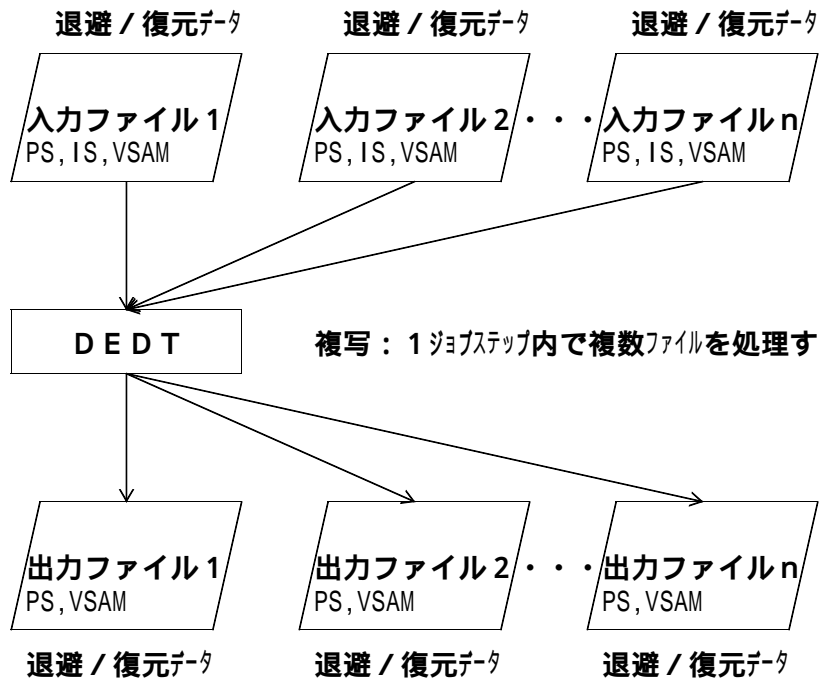 退避／復元ﾃﾞｰﾀ 退避／復元ﾃﾞｰﾀ 退避／復元ﾃﾞｰﾀ
入力ファイル１ 入力ファイル２・・・入力ファイルｎ
PS,IS,VSAM PS,IS,VSAM PS,IS,VSAM
ＤＥＤＴ 複写：１ｼﾞｮﾌﾞｽﾃｯﾌﾟ内で複数ﾌｧｲﾙを処理す
出力ファイル１ 出力ファイル２・・・出力ファイルｎ
PS,VSAM PS,VSAM PS,VSAM
退避／復元ﾃﾞｰﾀ 退避／復元ﾃﾞｰﾀ 退避／復元ﾃﾞｰﾀ